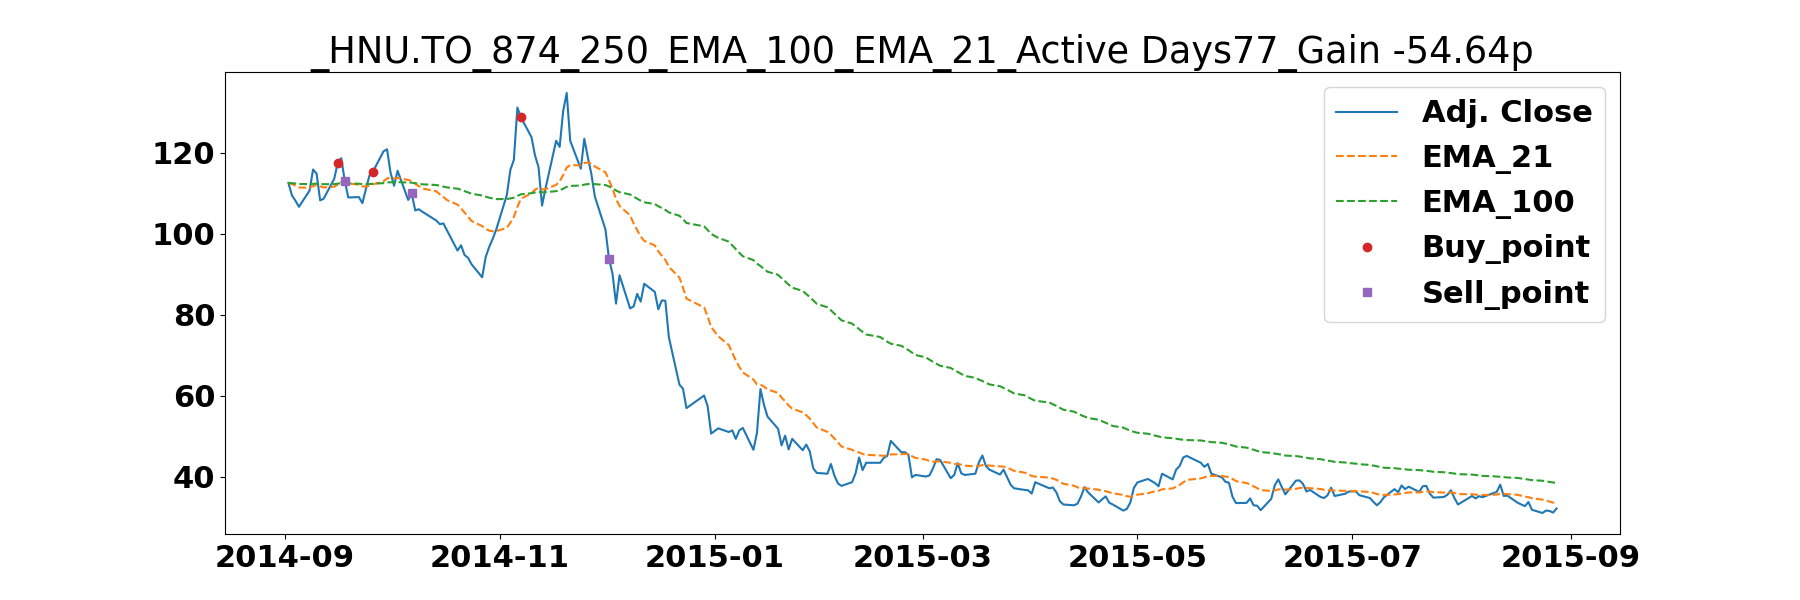 _HNU.TO_874_250_EMA_100_EMA_21_Active Days77_Gain -54.64p
Adj. Close
EMA_21
EMA_100
Buy_point
Sell_point
120
100
80
60
40
2014-09 2014-11 2015-01 2015-03 2015-05 2015-07 2015-09